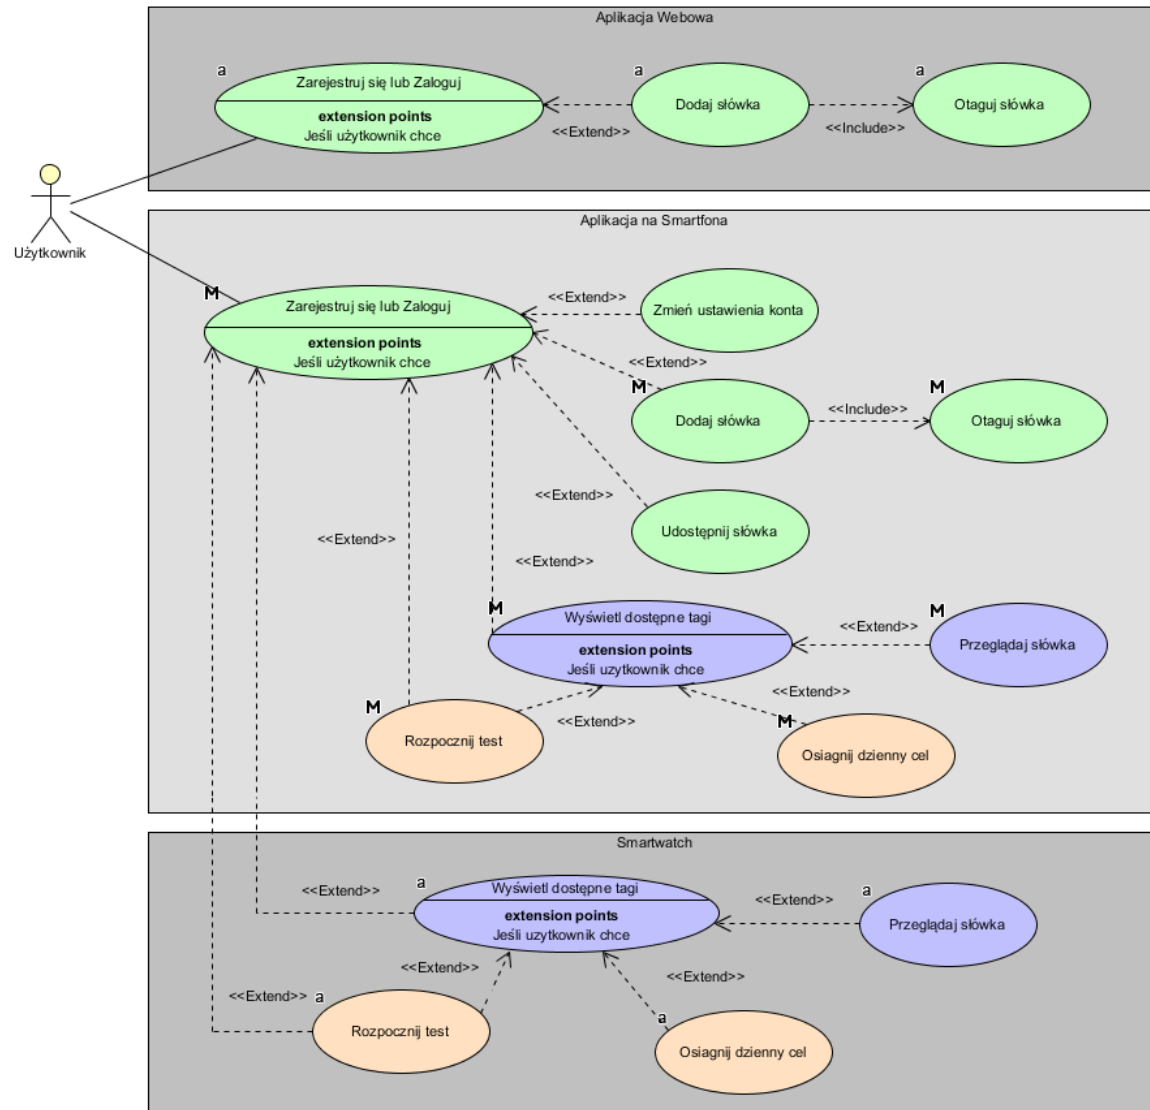 Aplikacja Webowa
a
Zarejestruj się lub Zaloguj
extension points
Jeśli użytkownik chce
<<Extend>>
a
Dodaj słówka
<<Include>>
a
Otaguj słówka
Użytkownik
Aplikacja na Smartfona
M
Zarejestruj się lub Zaloguj
extension points
Jeśli użytkownik chce
<<Extend>>
Zmień ustawienia konta
<<Extend>>
M
Dodaj słówka
<<Include>>
M
Otaguj słówka
<<Extend>>
Udostępnij słówka
<<Extend>>
<<Extend>>
M
Wyświetl dostępne tagi
extension points
Jeśli uzytkownik chce
<<Extend>>
M
Przeglądaj słówka
M
Rozpocznij test
<<Extend>>
<<Extend>>
M
Osiagnij dzienny cel
Smartwatch
<<Extend>>
a
Wyświetl dostępne tagi
extension points
Jeśli uzytkownik chce
<<Extend>>
a
Przeglądaj słówka
<<Extend>>
<<Extend>>
<<Extend>>
a
Rozpocznij test
a
Osiagnij dzienny cel